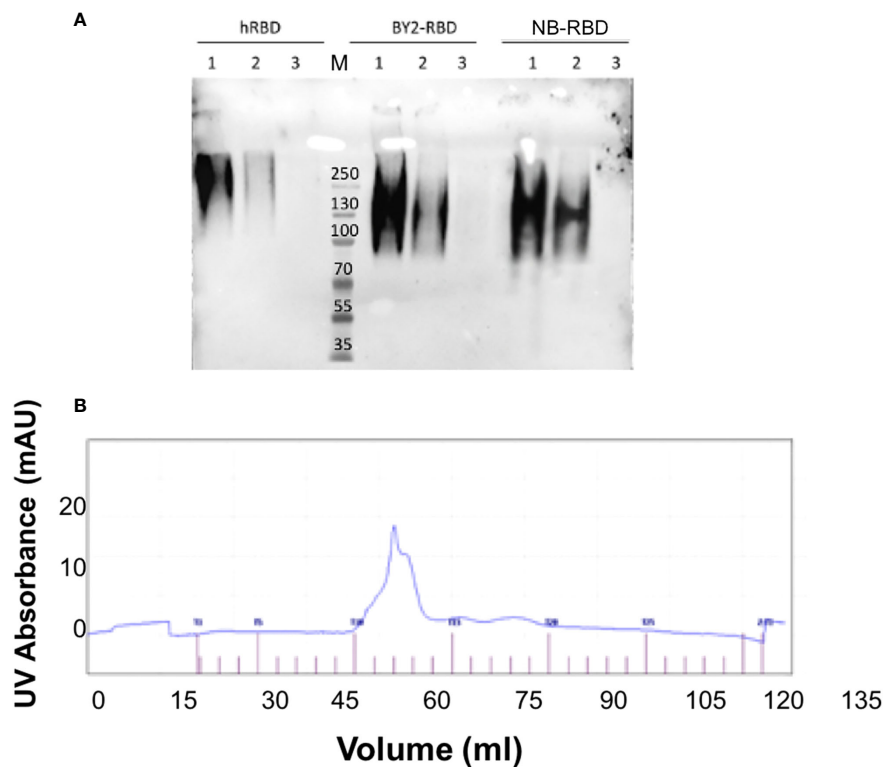 A
hRBD BY2-RBD NB-RBD
1 2 3 M 1 2 3 1 2 3
250
130
100
70
55
35
B
UV Absorbance (mAU)
20
10
0
0 15 30 45 60 75 90 105 120 135
Volume (ml)